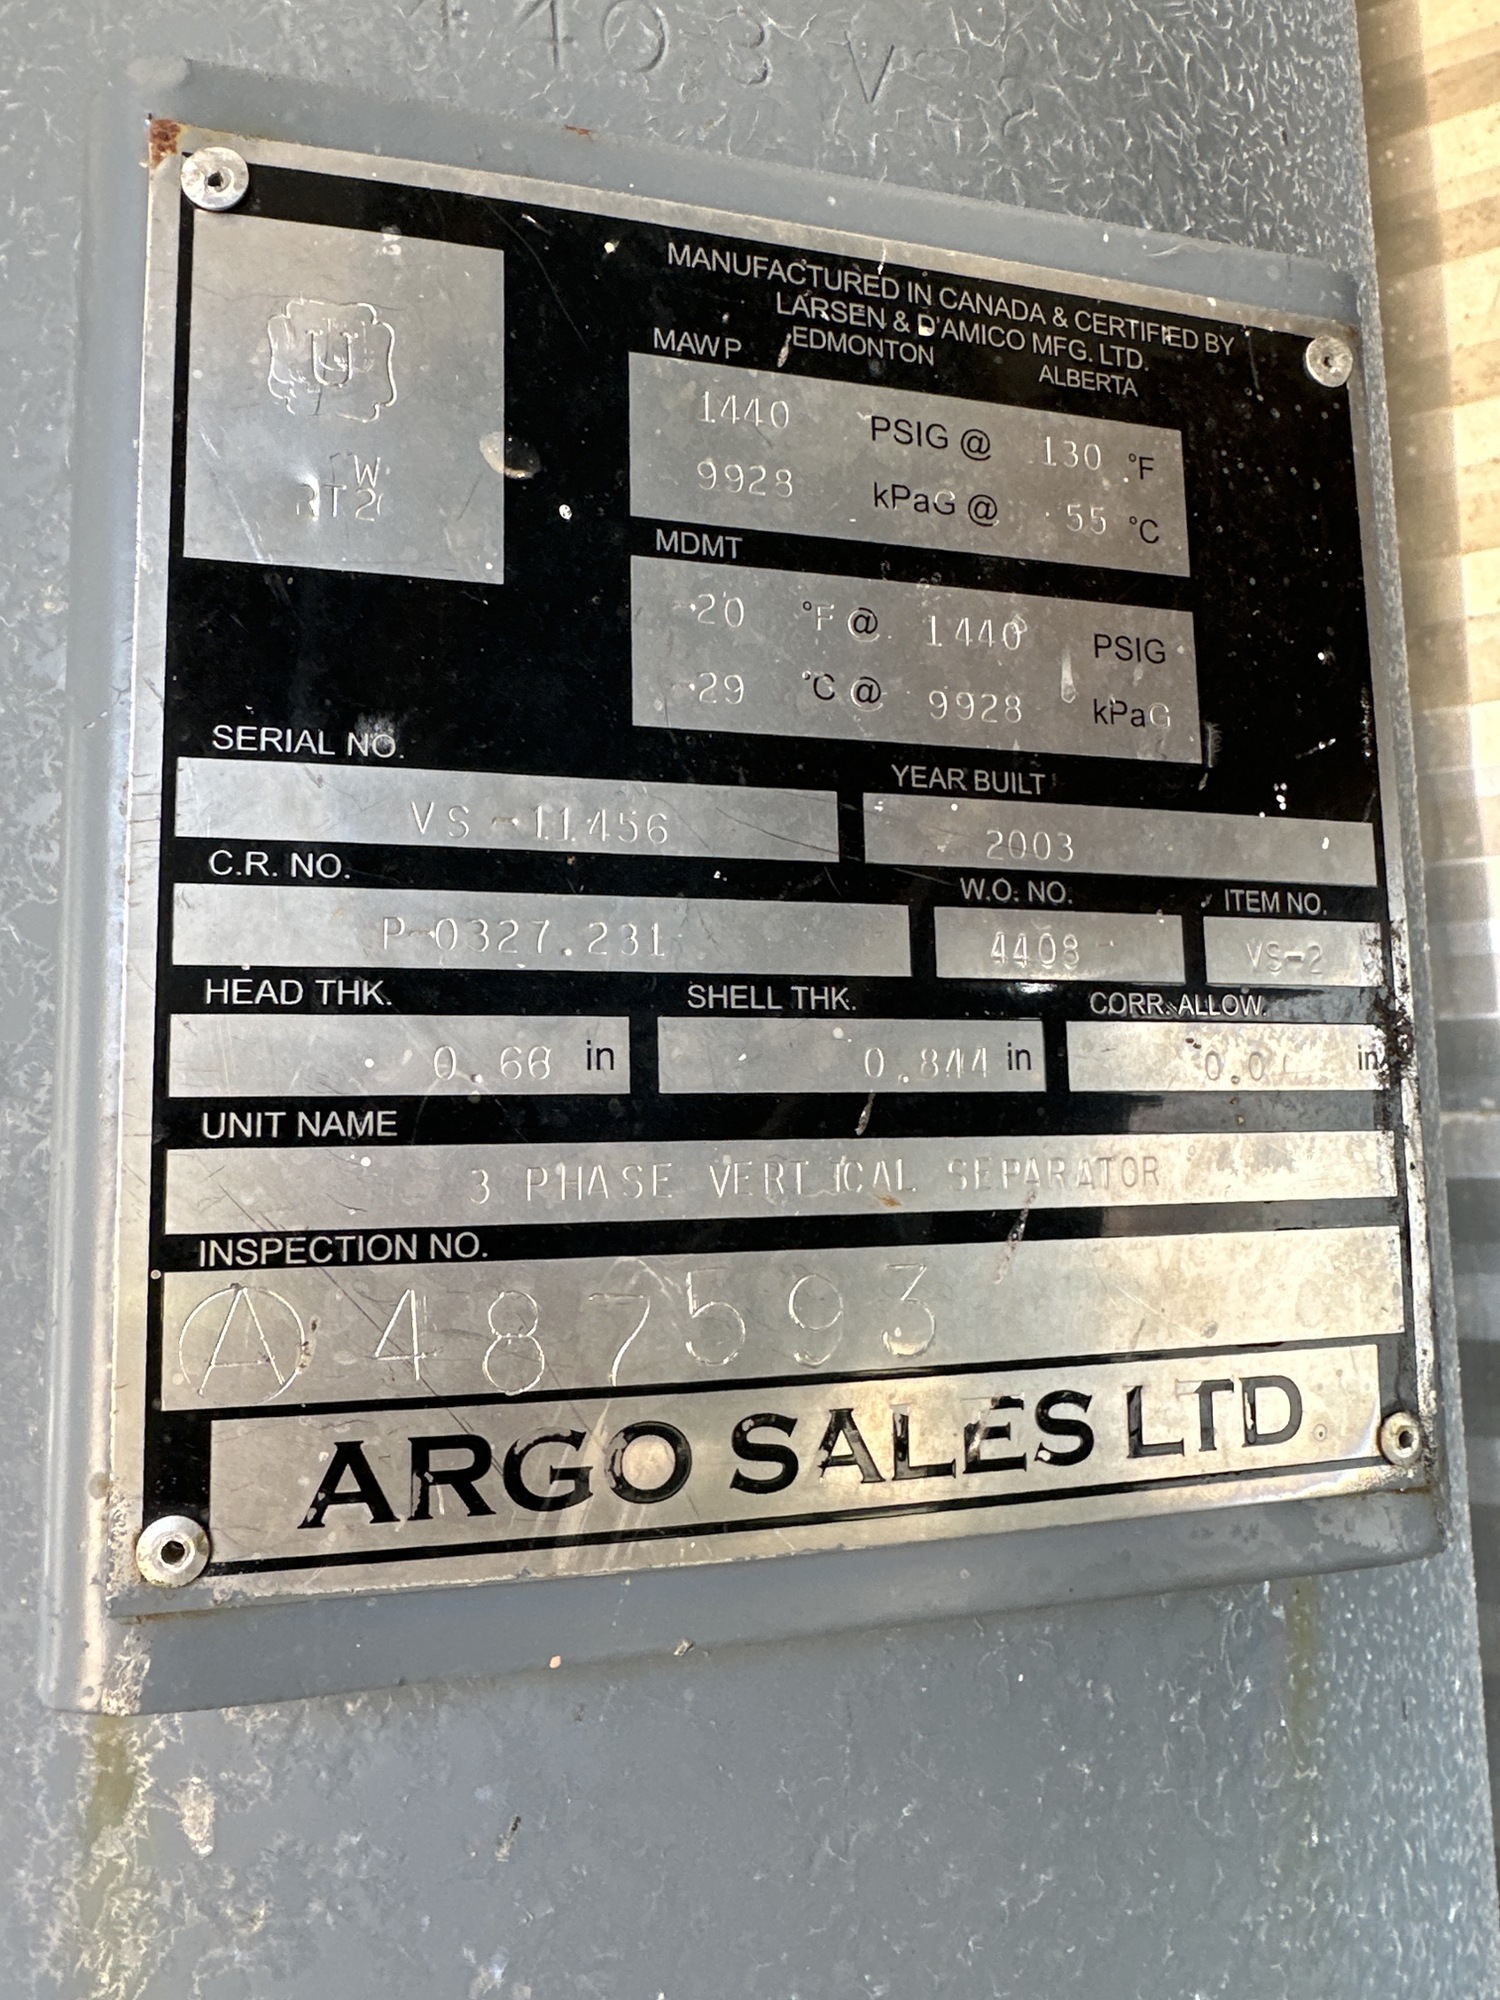 MANUFACTURED IN CANADA & CERTIFIED BY
LARSEN & D'AMICO MFG. LTD.
EDMONTON ALBERTA
U
W
RT 2
MAWP
1440 PSIG @ 130 °F
9928 kPaG @ 55 °C
MDMT
-20 °F @ 1440 PSIG
-29 °C @ 9928 kPaG
SERIAL NO. YEAR BUILT
VS-11456 2003
C.R. NO. W.O. NO. ITEM NO.
P-0327.231 4408 VS-2
HEAD THK. SHELL THK. CORR. ALLOW.
in 0.844 in 0.0 in
UNIT NAME
3 PHASE VERTICAL SEPARATOR
INSPECTION NO.
A 487593
ARGO SALES LTD.